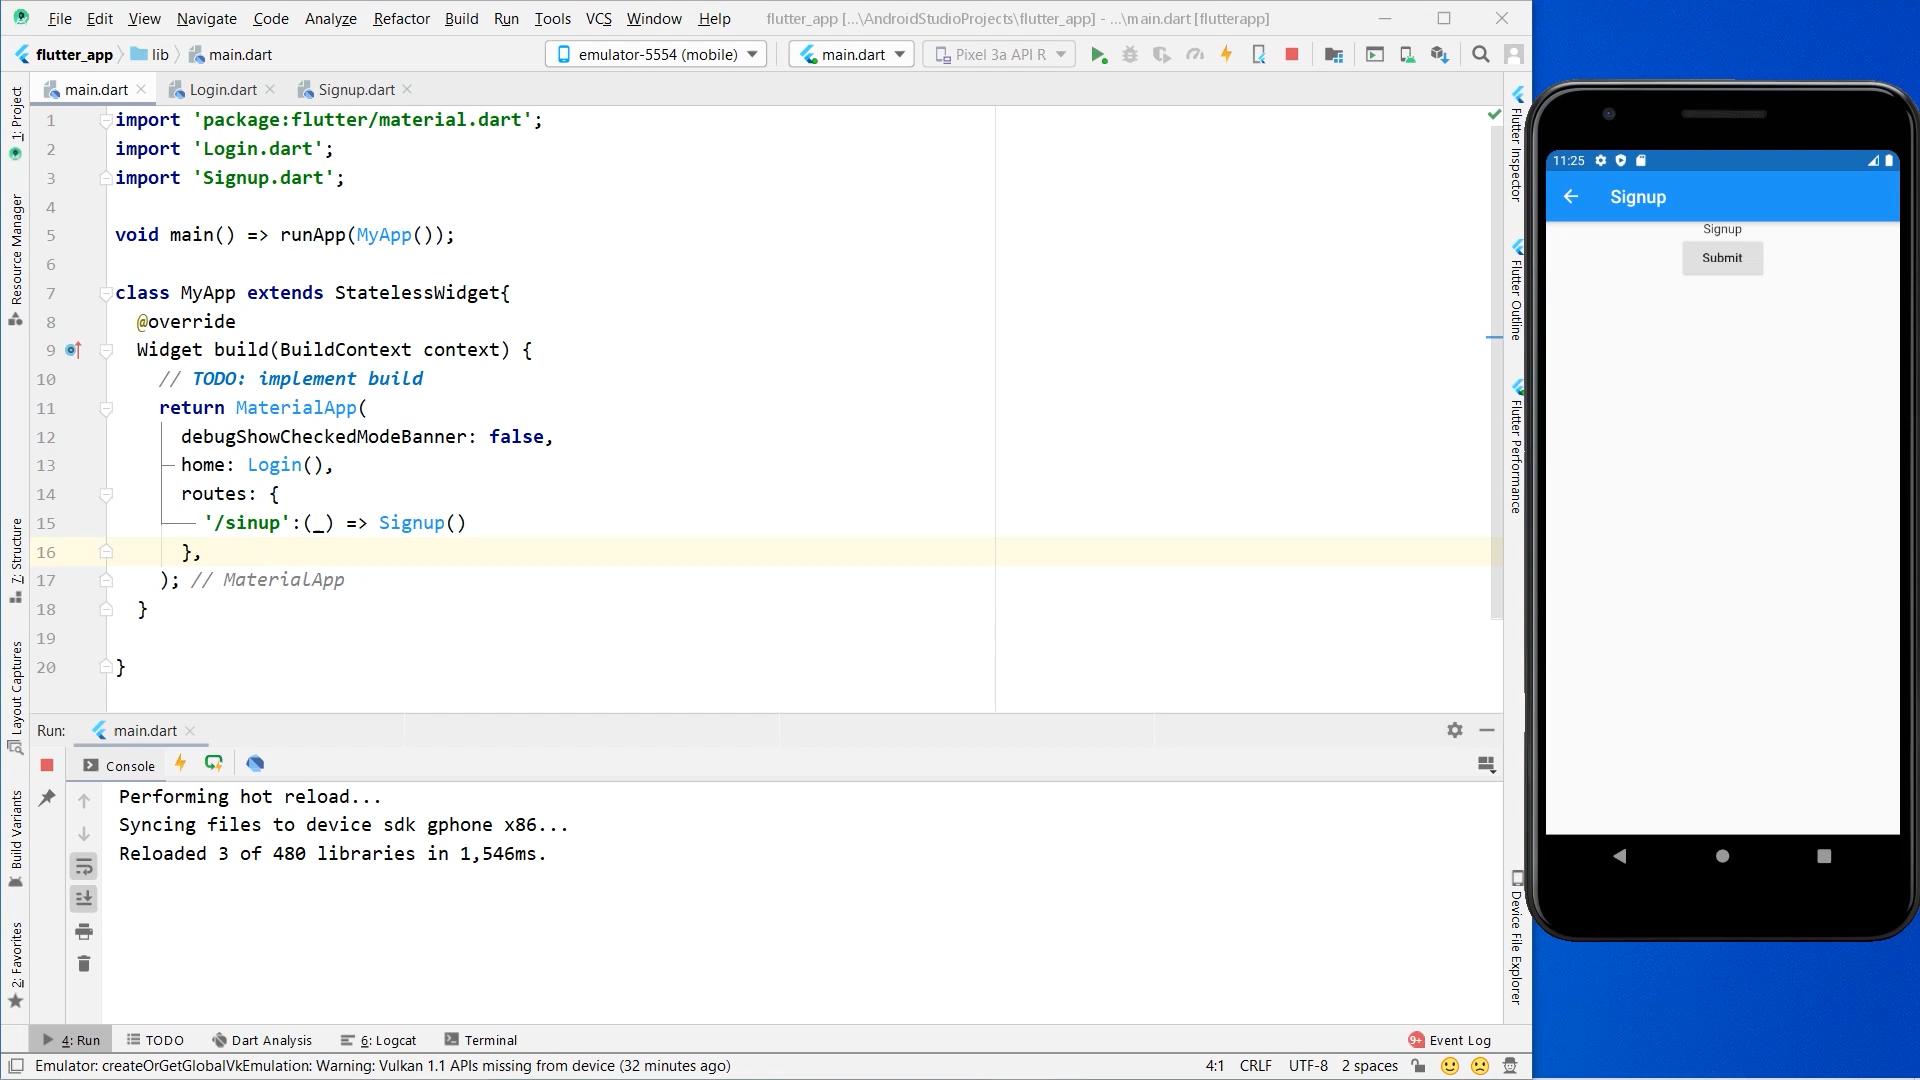 File Edit View Navigate Code Analyze Refactor Build Run Tools VCS Window Help flutter_app [...\AndroidStudioProjects\flutter_app] - ...\main.dart [flutterapp]
flutter_app lib main.dart emulator-5554 (mobile) main.dart Pixel 3a API R
main.dart Login.dart Signup.dart
1 import 'package:flutter/material.dart';
2 import 'Login.dart';
3 import 'Signup.dart';
4
5 void main() => runApp(MyApp());
6
7 class MyApp extends StatelessWidget{
8 @override
9 Widget build(BuildContext context) {
10 // TODO: implement build
11 return MaterialApp(
12 debugShowCheckedModeBanner: false,
13 home: Login(),
14 routes: {
15 '/sinup':(_) => Signup()
16 },
17 ); // MaterialApp
18 }
19
20 }
1: Project
Resource Manager
7: Structure
Layout Captures
Build Variants
2: Favorites
Flutter Inspector
Flutter Outline
Flutter Performance
Device File Explorer
11:25
Signup
Signup
Submit
Run: main.dart
Console
Performing hot reload...
Syncing files to device sdk gphone x86...
Reloaded 3 of 480 libraries in 1,546ms.
4: Run TODO Dart Analysis 6: Logcat Terminal 9+ Event Log
Emulator: createOrGetGlobalVkEmulation: Warning: Vulkan 1.1 APIs missing from device (32 minutes ago) 4:1 CRLF UTF-8 2 spaces